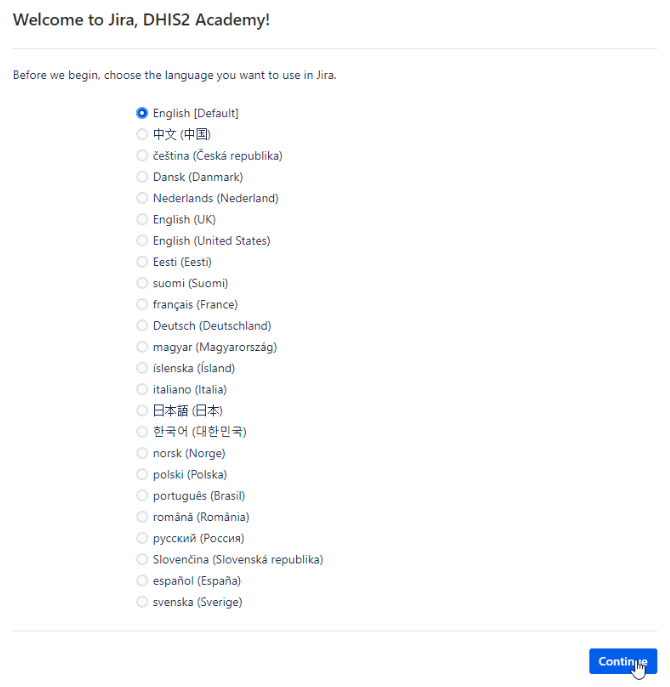 Welcome to Jira, DHIS2 Academy!
Before we begin, choose the language you want to use in Jira.
English [Default]
中文 (中国)
čeština (Česká republika)
Dansk (Danmark)
Nederlands (Nederland)
English (UK)
English (United States)
Eesti (Eesti)
suomi (Suomi)
français (France)
Deutsch (Deutschland)
magyar (Magyarország)
íslenska (Ísland)
italiano (Italia)
日本語 (日本)
한국어 (대한민국)
norsk (Norge)
polski (Polska)
português (Brasil)
română (România)
русский (Россия)
Slovenčina (Slovenská republika)
español (España)
svenska (Sverige)
Continue